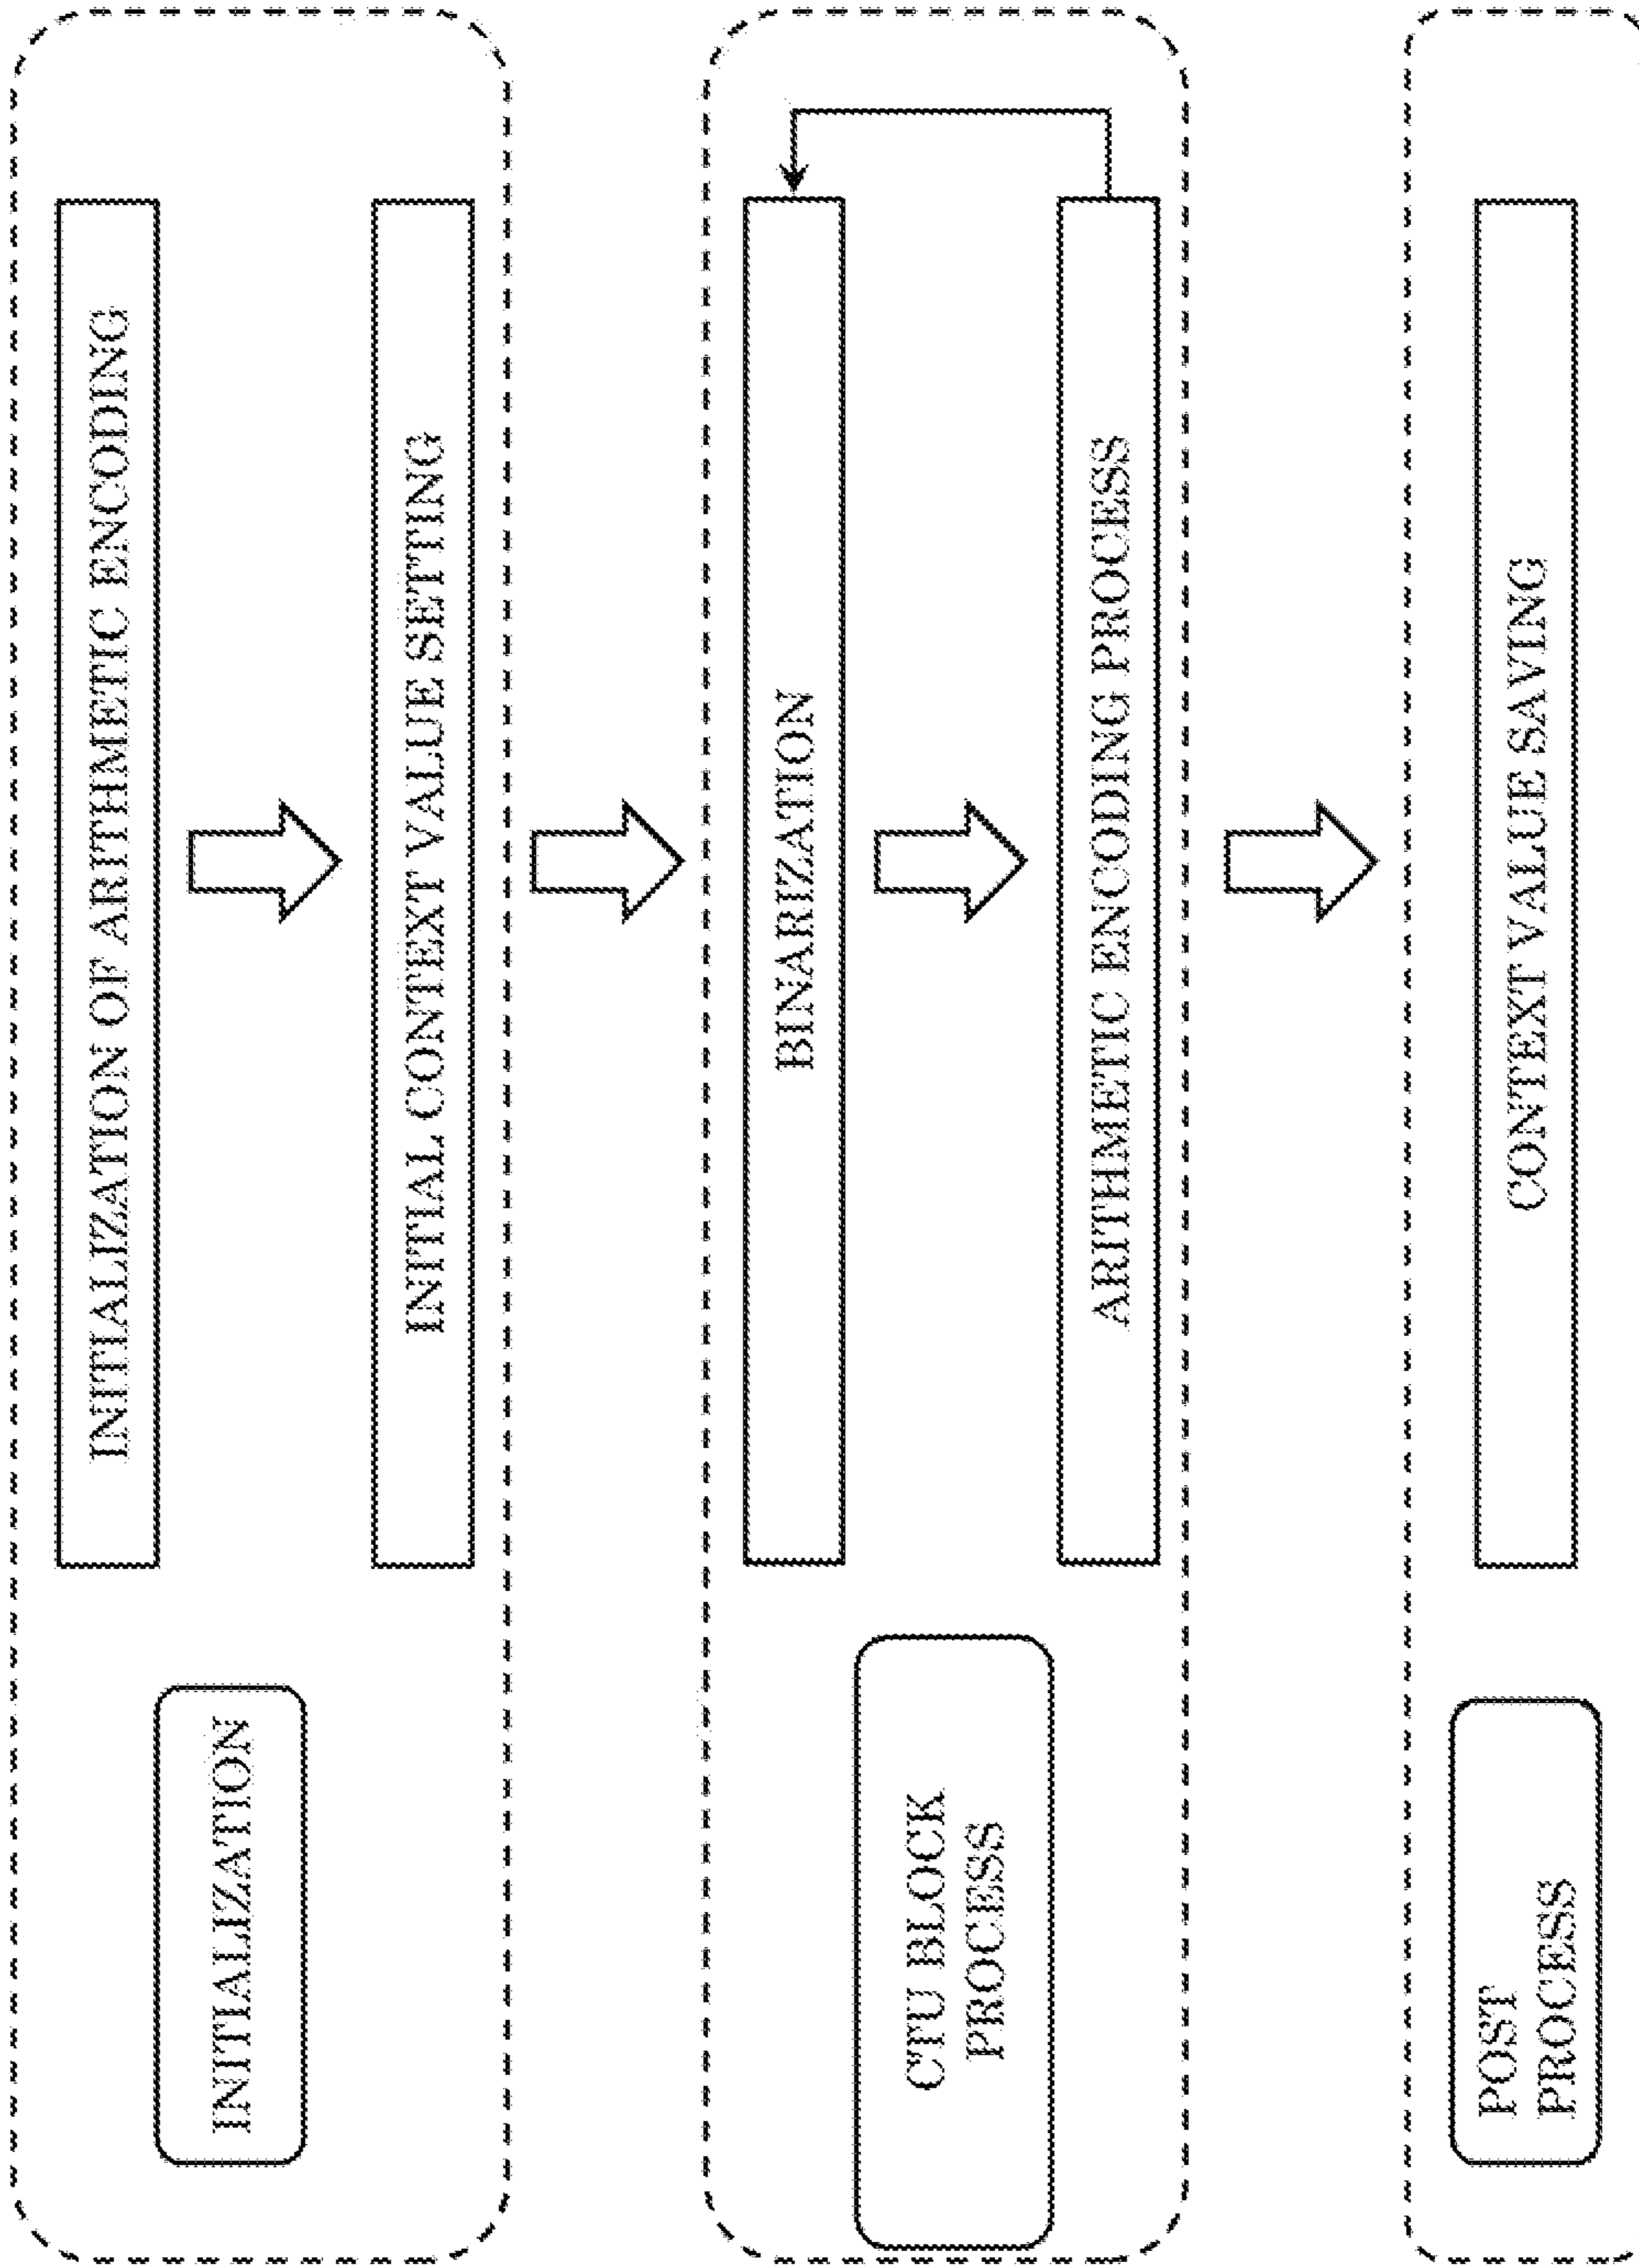 INITIALIZATION
INITIALIZATION OF ARITHMETIC ENCODING
INITIAL CONTEXT VALUE SETTING
CTU BLOCK
PROCESS
BINARIZATION
ARITHMETIC ENCODING PROCESS
POST
PROCESS
CONTEXT VALUE SAVING